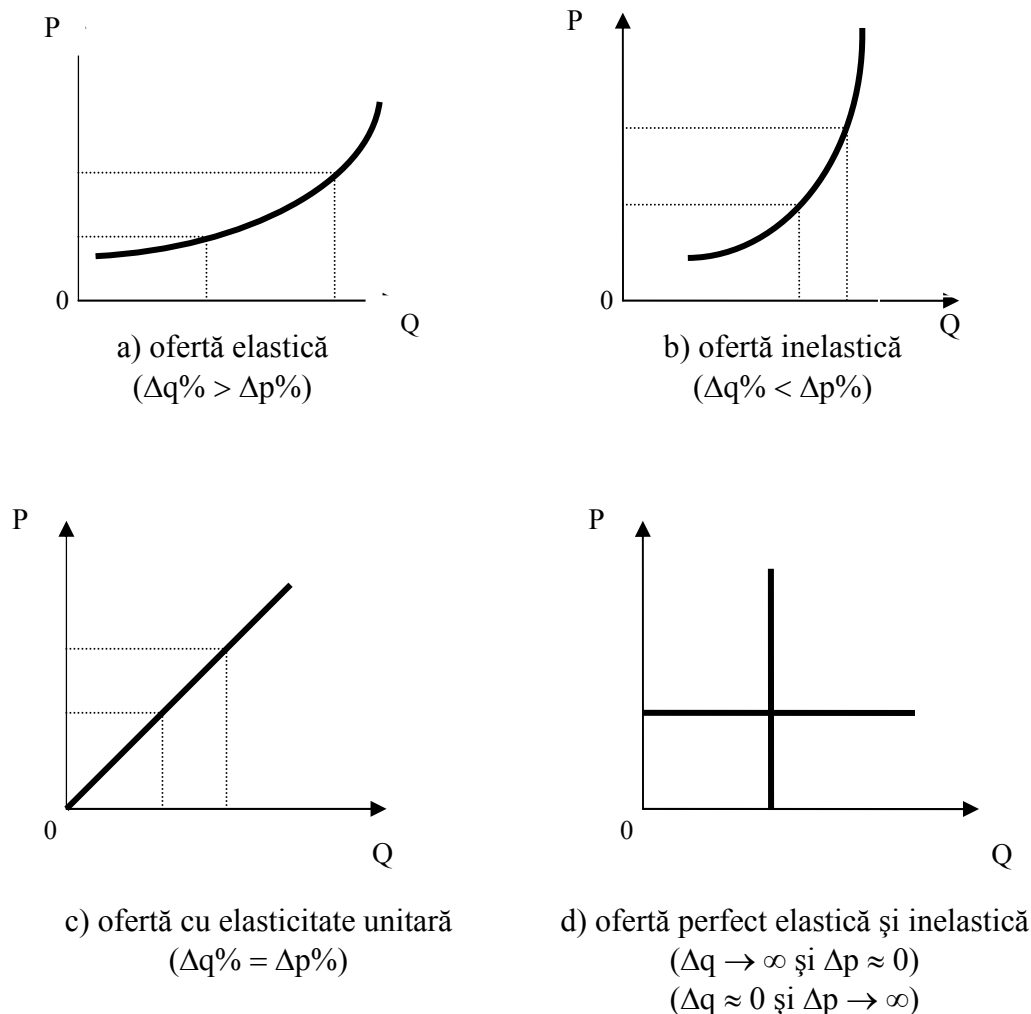 P
0
Q
a) ofertă elastică
(Δq% > Δp%)
P
0
Q
b) ofertă inelastică
(Δq% < Δp%)
P
0
Q
c) ofertă cu elasticitate unitară
(Δq% = Δp%)
P
0
Q
d) ofertă perfect elastică şi inelastică
(Δq → ∞ şi Δp ≈ 0)
(Δq ≈ 0 şi Δp → ∞)